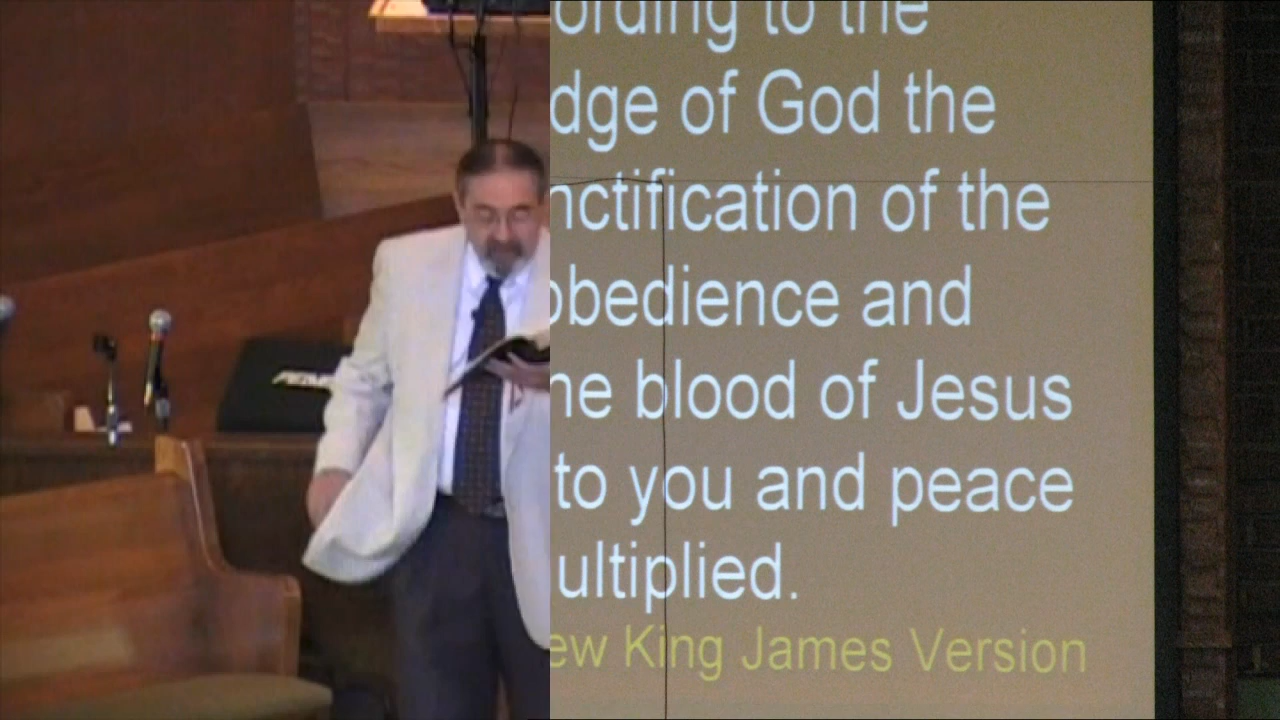 ording to the
dge of God the
nctification of the
obedience and
he blood of Jesus
to you and peace
ultiplied.
ew King James Version